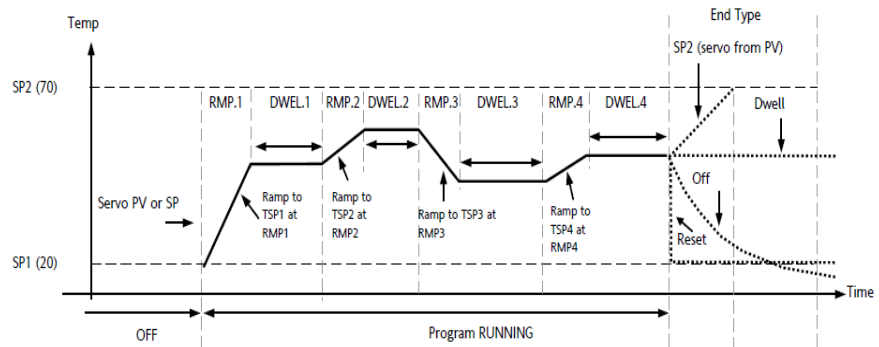 Temp
End Type
SP2 (servo from PV)
SP2 (70)
RMP.1 DWEL.1 RMP.2 DWEL.2 RMP.3 DWEL.3 RMP.4 DWEL.4
Dwell
Servo PV or SP
Ramp to
TSP1 at
RMP1
Ramp to
TSP2 at
RMP2
Ramp to TSP3 at
RMP3
Ramp to
TSP4 at
RMP4
Off
Reset
SP1 (20)
Time
OFF
Program RUNNING